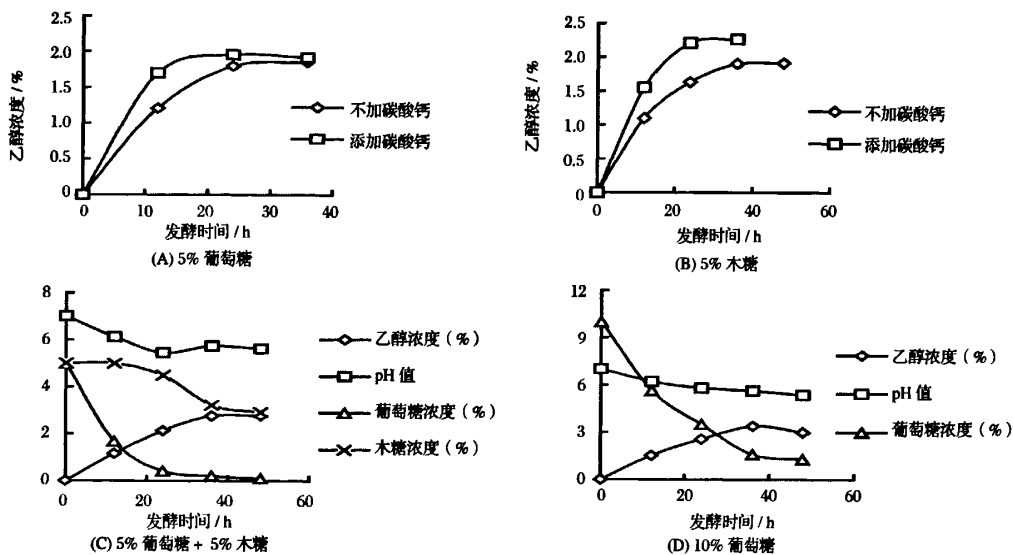 2.5
2.0
1.5
1.0
0.5
0
乙醇浓度 / %
0
10
20
30
40
发酵时间 / h
不加碳酸钙
添加碳酸钙
(A) 5% 葡萄糖
2.5
2.0
1.5
1.0
0.5
0
乙醇浓度 / %
0
20
40
60
发酵时间 / h
不加碳酸钙
添加碳酸钙
(B) 5% 木糖
8
6
4
2
0
0
20
40
60
发酵时间 / h
乙醇浓度（%）
pH 值
葡萄糖浓度（%）
木糖浓度（%）
(C) 5% 葡萄糖 + 5% 木糖
12
9
6
3
0
0
20
40
60
发酵时间 / h
乙醇浓度（%）
pH 值
葡萄糖浓度（%）
(D) 10% 葡萄糖